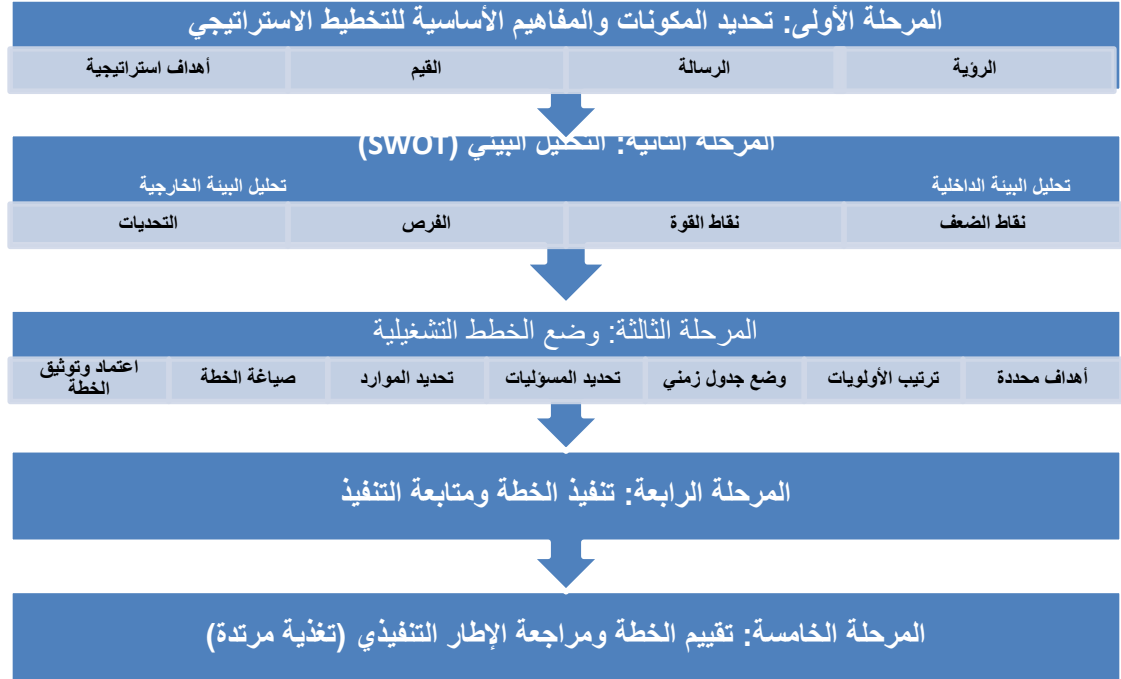 المرحلة الأولى: تحديد المكونات والمفاهيم الأساسية للتخطيط الاستراتيجي
الرؤية
الرسالة
القيم
أهداف استراتيجية
المرحلة الثانية: التحليل البيئي (SWOT)
تحليل البيئة الداخلية
تحليل البيئة الخارجية
نقاط الضعف
نقاط القوة
الفرص
التحديات
المرحلة الثالثة: وضع الخطط التشغيلية
أهداف محددة
ترتيب الأولويات
وضع جدول زمني
تحديد المسؤليات
تحديد الموارد
صياغة الخطة
اعتماد وتوثيق
الخطة
المرحلة الرابعة: تنفيذ الخطة ومتابعة التنفيذ
المرحلة الخامسة: تقييم الخطة ومراجعة الإطار التنفيذي (تغذية مرتدة)